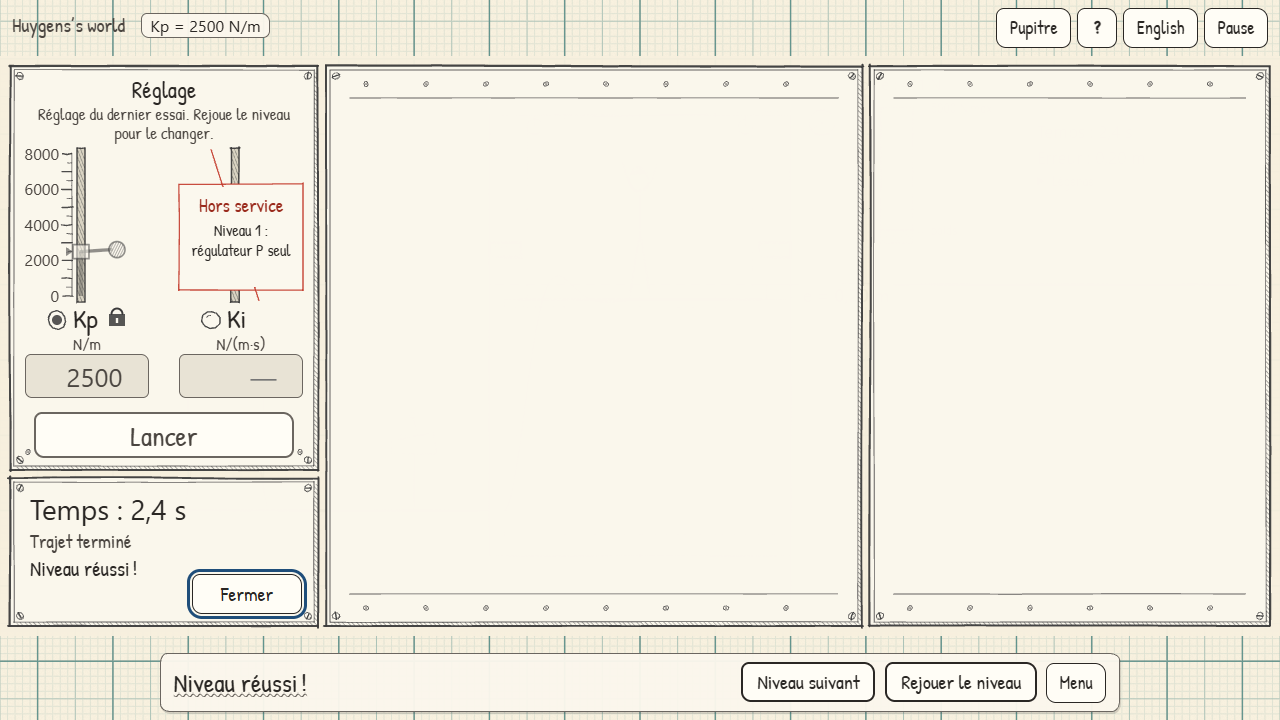 Huygens's world
Kp = 2500 N/m
Pupitre
?
English
Pause
Réglage
Réglage du dernier essai. Rejoue le niveau
pour le changer.
8000
6000
4000
2000
0
Hors service
Niveau 1 :
régulateur P seul
Kp
N/m
2500
Ki
N/(m·s)
—
Lancer
Temps : 2,4 s
Trajet terminé
Niveau réussi !
Fermer
Niveau réussi !
Niveau suivant
Rejouer le niveau
Menu